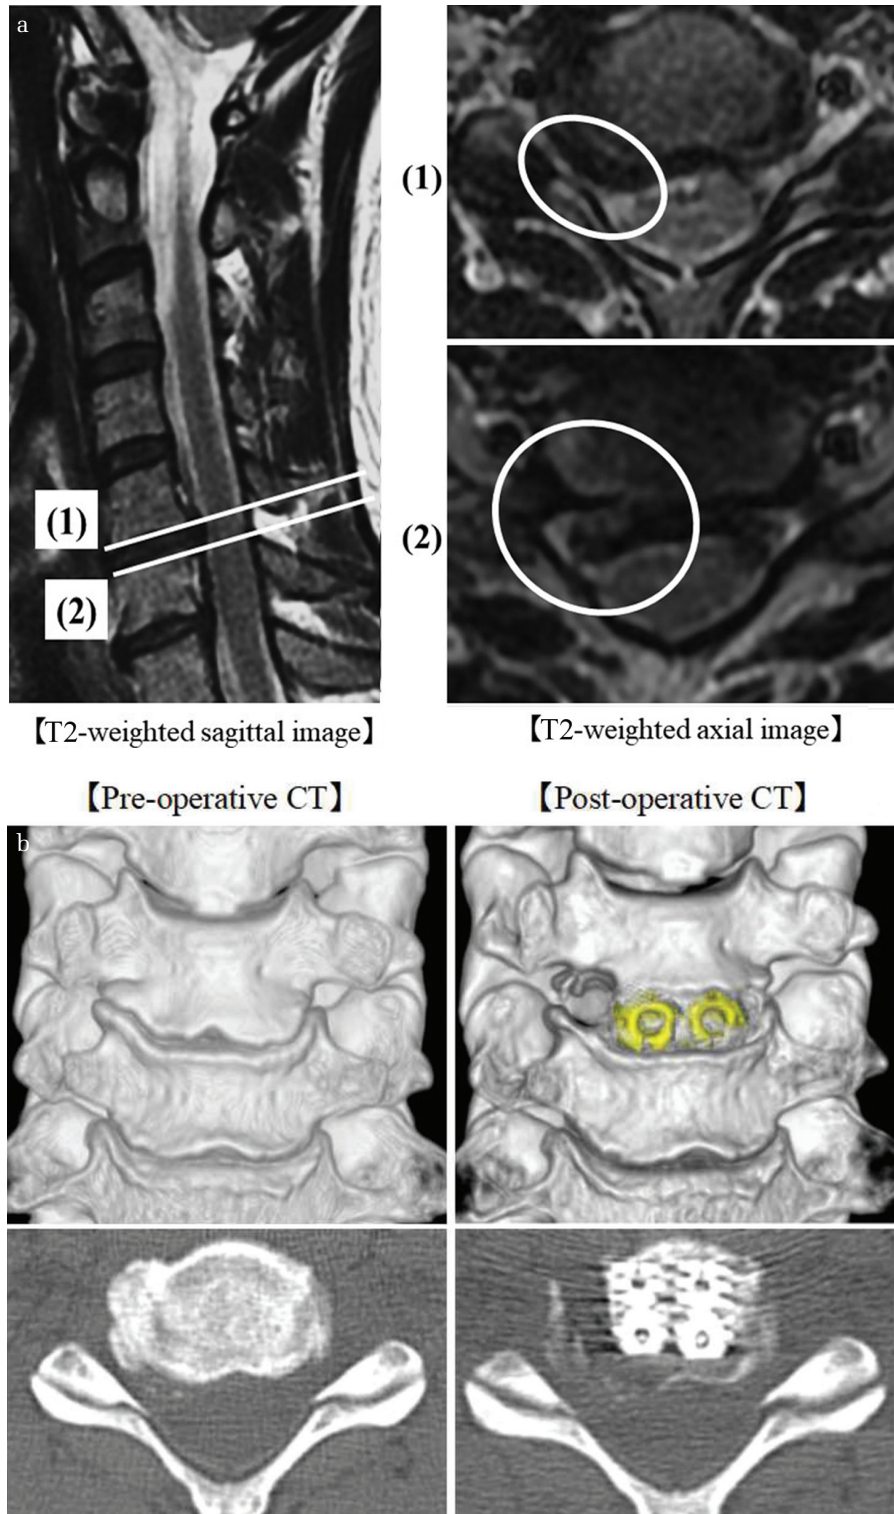 a
(1)
(1)
(2)
(2)
【T2-weighted sagittal image】
【T2-weighted axial image】
【Pre-operative CT】
【Post-operative CT】
b